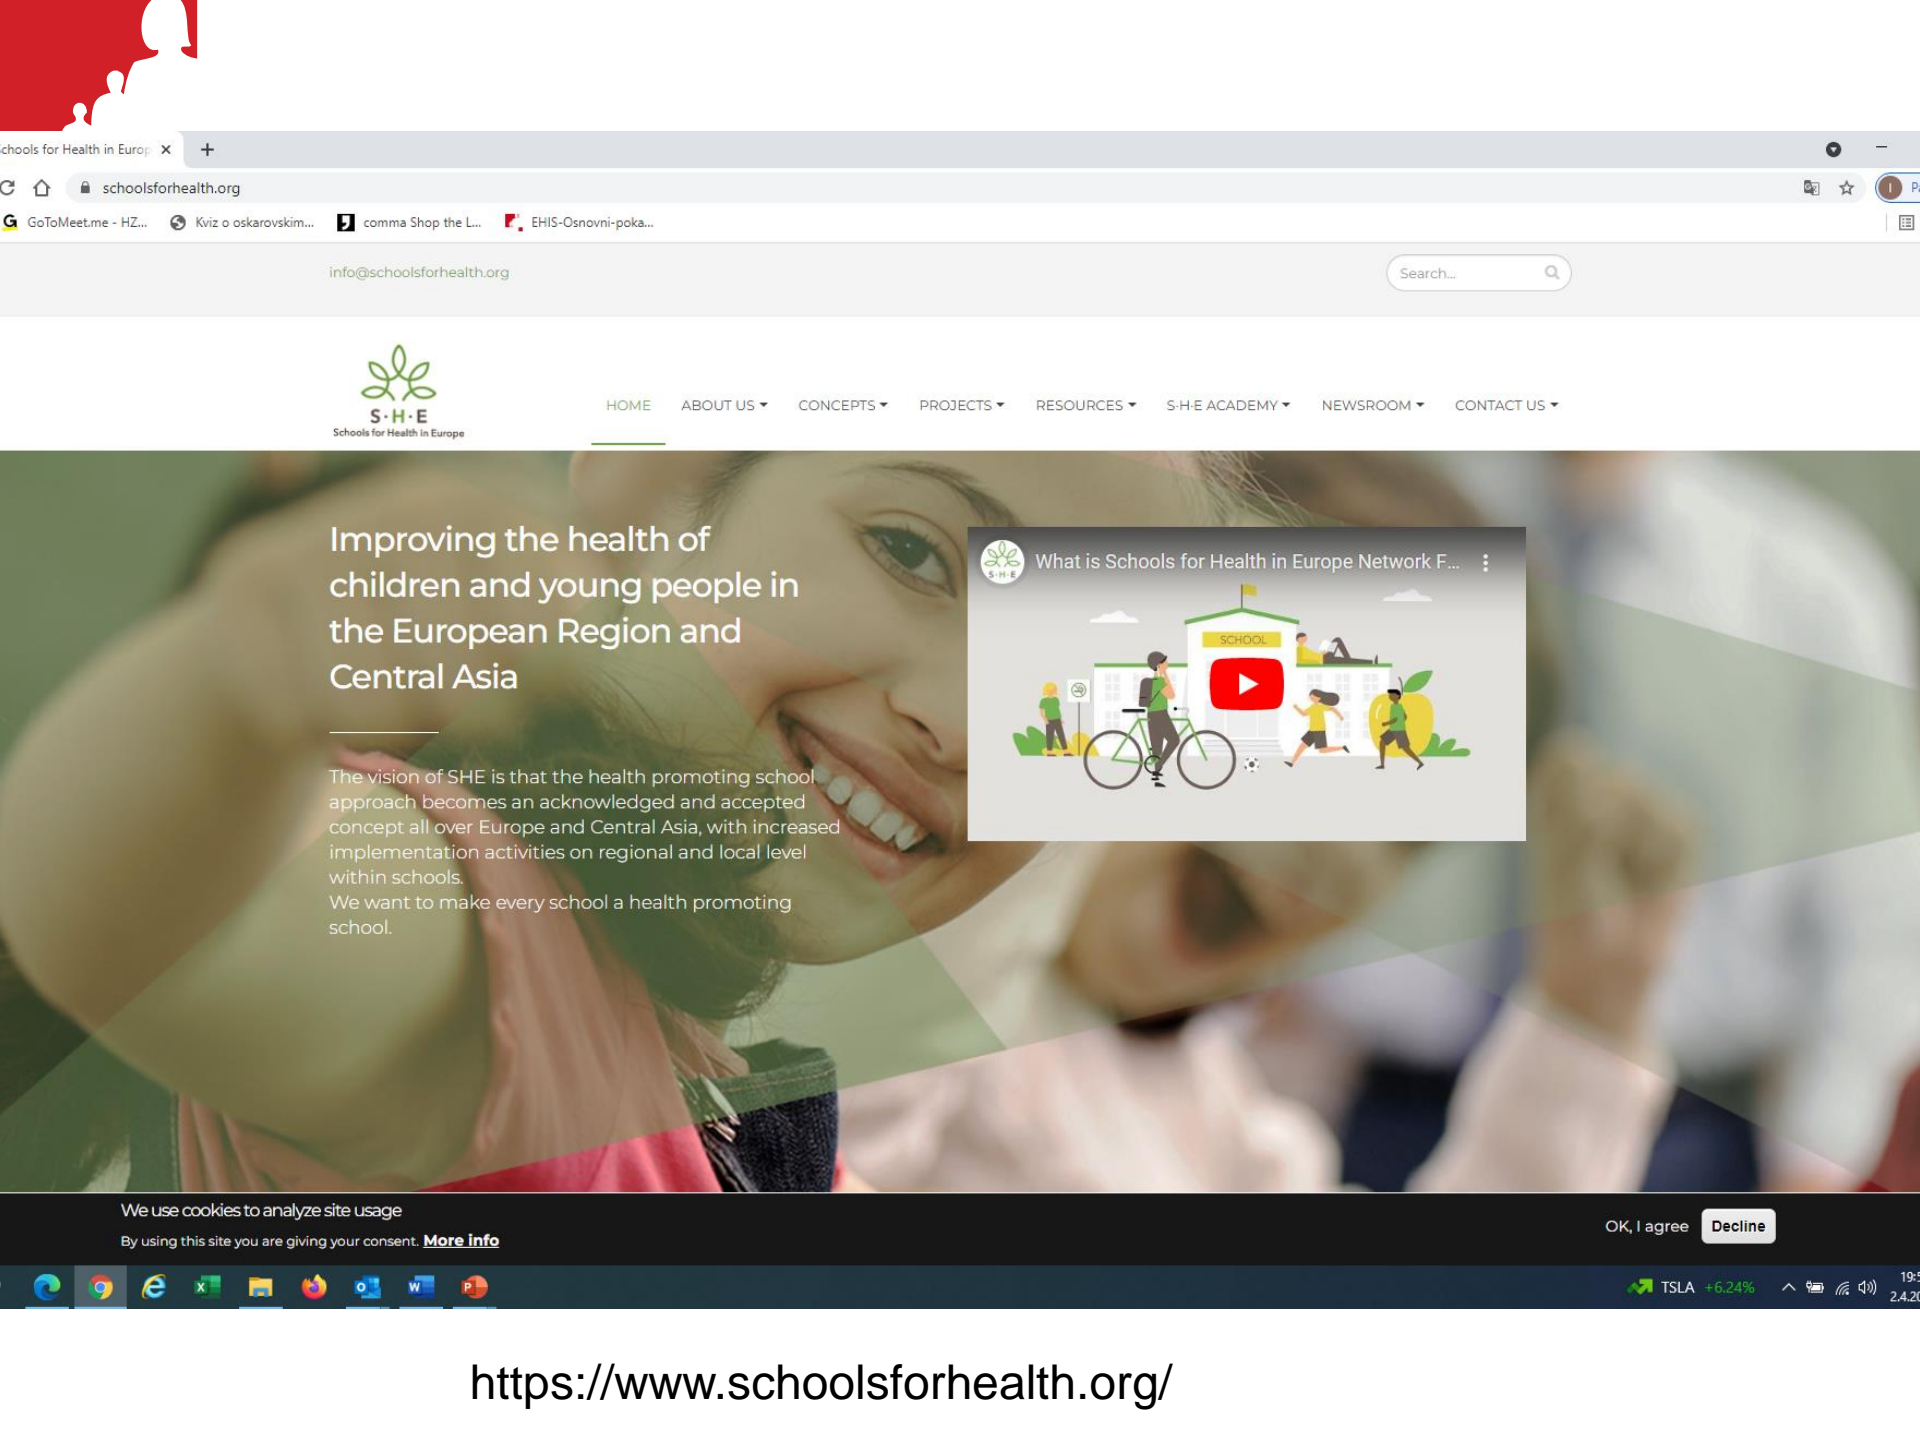 Schools for Health in Europ
schoolsforhealth.org
GoToMeet.me - HZ... Kviz o oskarovskim... comma Shop the L... EHIS-Osnovni-poka...
info@schoolsforhealth.org Search...
S·H·E
Schools for Health in Europe
HOME ABOUT US CONCEPTS PROJECTS RESOURCES S·H·E ACADEMY NEWSROOM CONTACT US
Improving the health of
children and young people in
the European Region and
Central Asia
What is Schools for Health in Europe Network F...
S·H·E
SCHOOL
The vision of SHE is that the health promoting school
approach becomes an acknowledged and accepted
concept all over Europe and Central Asia, with increased
implementation activities on regional and local level
within schools.
We want to make every school a health promoting
school.
We use cookies to analyze site usage
By using this site you are giving your consent. More info
OK, I agree Decline
TSLA +6.24%
https://www.schoolsforhealth.org/